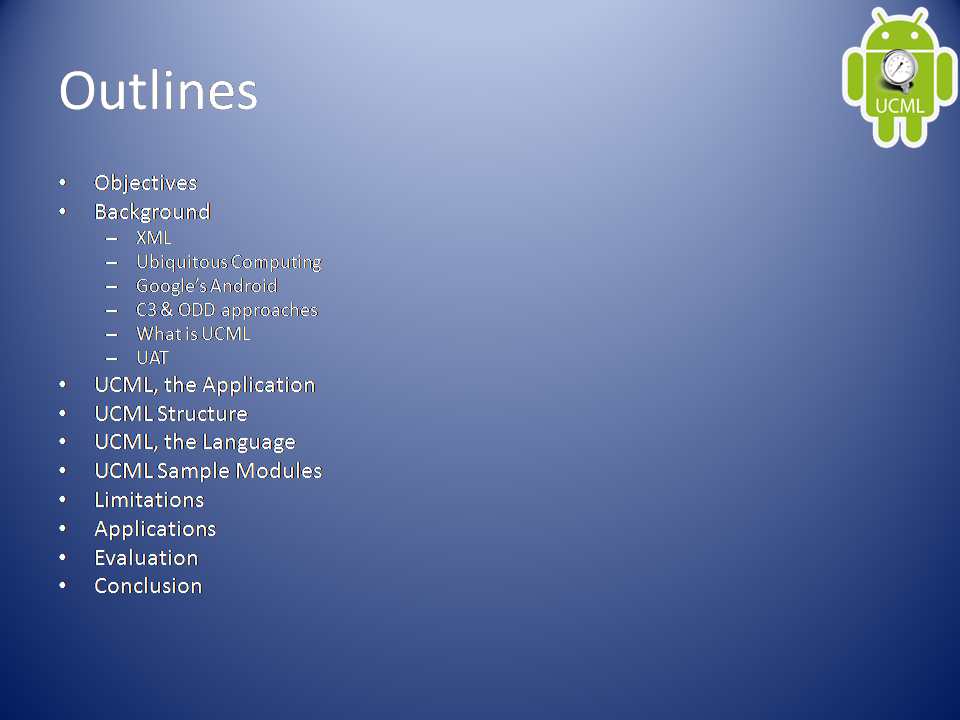 Outlines
UCML
• Objectives
• Background
– XML
– Ubiquitous Computing
– Google's Android
– C3 & ODD approaches
– What is UCML
– UAT
• UCML, the Application
• UCML Structure
• UCML, the Language
• UCML Sample Modules
• Limitations
• Applications
• Evaluation
• Conclusion